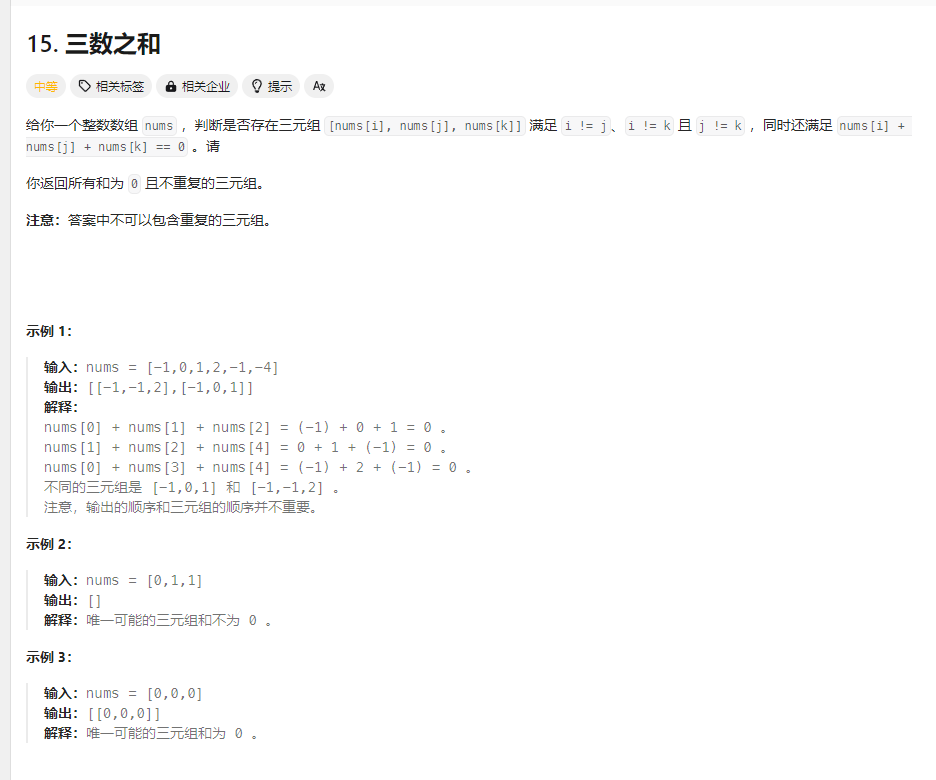 15. 三数之和
中等 相关标签 相关企业 提示 Aあ
给你一个整数数组 nums ，判断是否存在三元组 [nums[i], nums[j], nums[k]] 满足 i != j、i != k 且 j != k ，同时还满足 nums[i] +
nums[j] + nums[k] == 0 。请
你返回所有和为 0 且不重复的三元组。
注意：答案中不可以包含重复的三元组。
示例 1：
输入：nums = [-1,0,1,2,-1,-4]
输出：[[-1,-1,2],[-1,0,1]]
解释：
nums[0] + nums[1] + nums[2] = (-1) + 0 + 1 = 0 。
nums[1] + nums[2] + nums[4] = 0 + 1 + (-1) = 0 。
nums[0] + nums[3] + nums[4] = (-1) + 2 + (-1) = 0 。
不同的三元组是 [-1,0,1] 和 [-1,-1,2] 。
注意，输出的顺序和三元组的顺序并不重要。
示例 2：
输入：nums = [0,1,1]
输出：[]
解释：唯一可能的三元组和不为 0 。
示例 3：
输入：nums = [0,0,0]
输出：[[0,0,0]]
解释：唯一可能的三元组和为 0 。